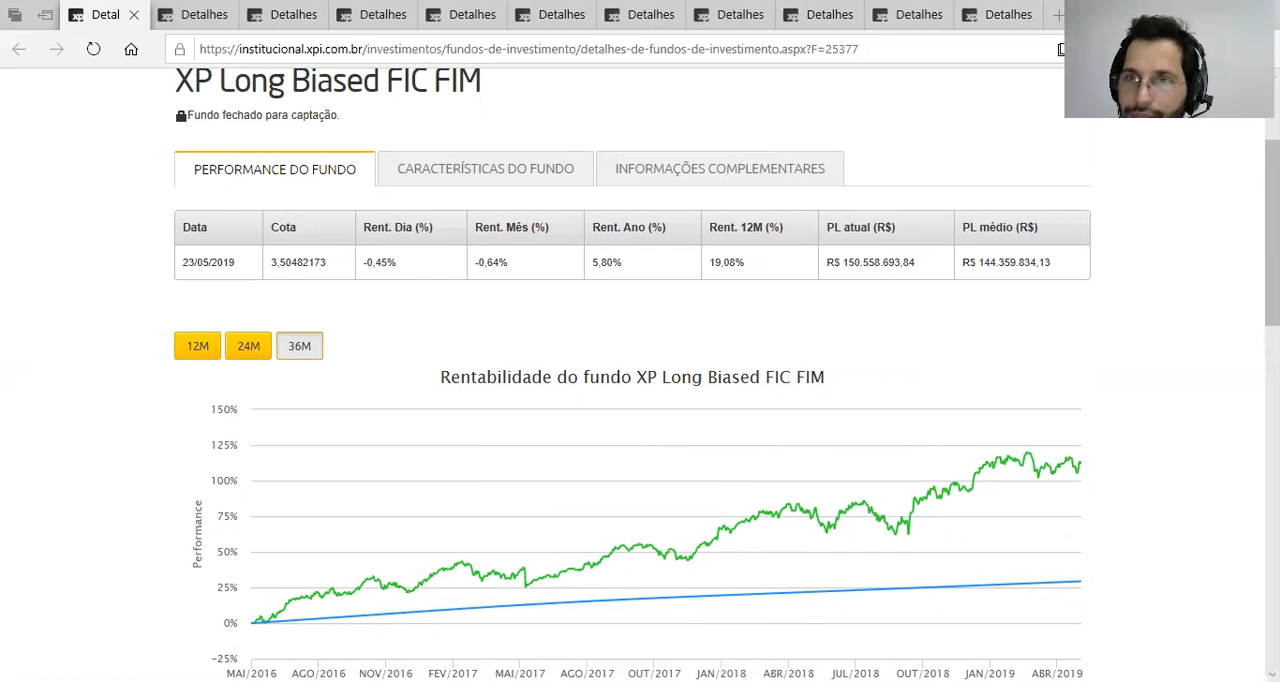 Detal
Detalhes
Detalhes
Detalhes
Detalhes
Detalhes
Detalhes
Detalhes
Detalhes
Detalhes
Detalhes
https://institucional.xpi.com.br/investimentos/fundos-de-investimento/detalhes-de-fundos-de-investimento.aspx?F=25377
XP Long Biased FIC FIM
Fundo fechado para captação.
PERFORMANCE DO FUNDO CARACTERÍSTICAS DO FUNDO INFORMAÇÕES COMPLEMENTARES
Data Cota Rent. Dia (%) Rent. Mês (%) Rent. Ano (%) Rent. 12M (%) PL atual (R$) PL médio (R$)
23/05/2019 3,50482173 -0,45% -0,64% 5,80% 19,08% R$ 150.558.693,84 R$ 144.359.834,13
12M 24M 36M
Rentabilidade do fundo XP Long Biased FIC FIM
150%
125%
100%
75%
50%
25%
0%
-25%
Performance
MAI/2016 AGO/2016 NOV/2016 FEV/2017 MAI/2017 AGO/2017 OUT/2017 JAN/2018 ABR/2018 JUL/2018 OUT/2018 JAN/2019 ABR/2019